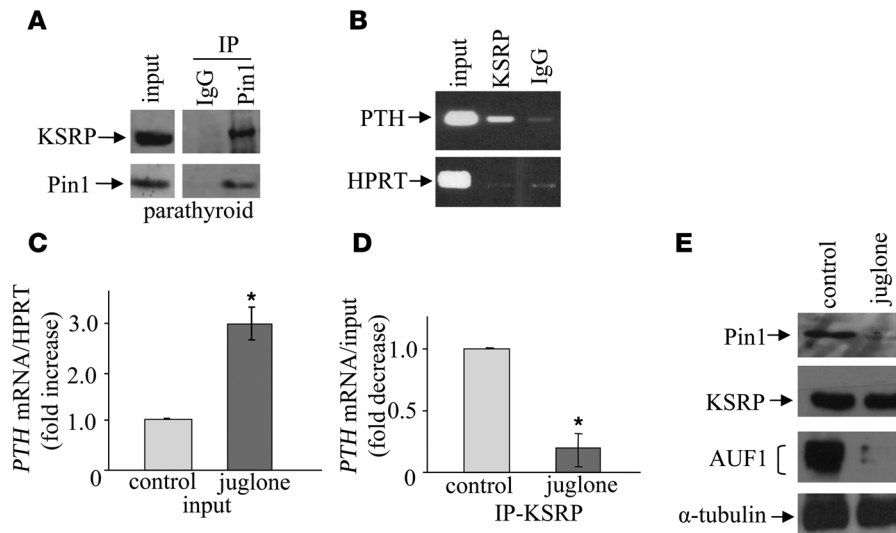 A
IP
input
IgG
Pin1
KSRP
Pin1
parathyroid
B
input
KSRP
IgG
PTH
HPRT
C
PTH mRNA/HPRT
(fold increase)
3.0
2.0
1.0
0
*
control juglone
input
D
PTH mRNA/input
(fold decrease)
1.0
0.5
0
*
control juglone
IP-KSRP
E
control
juglone
Pin1
KSRP
AUF1
α-tubulin